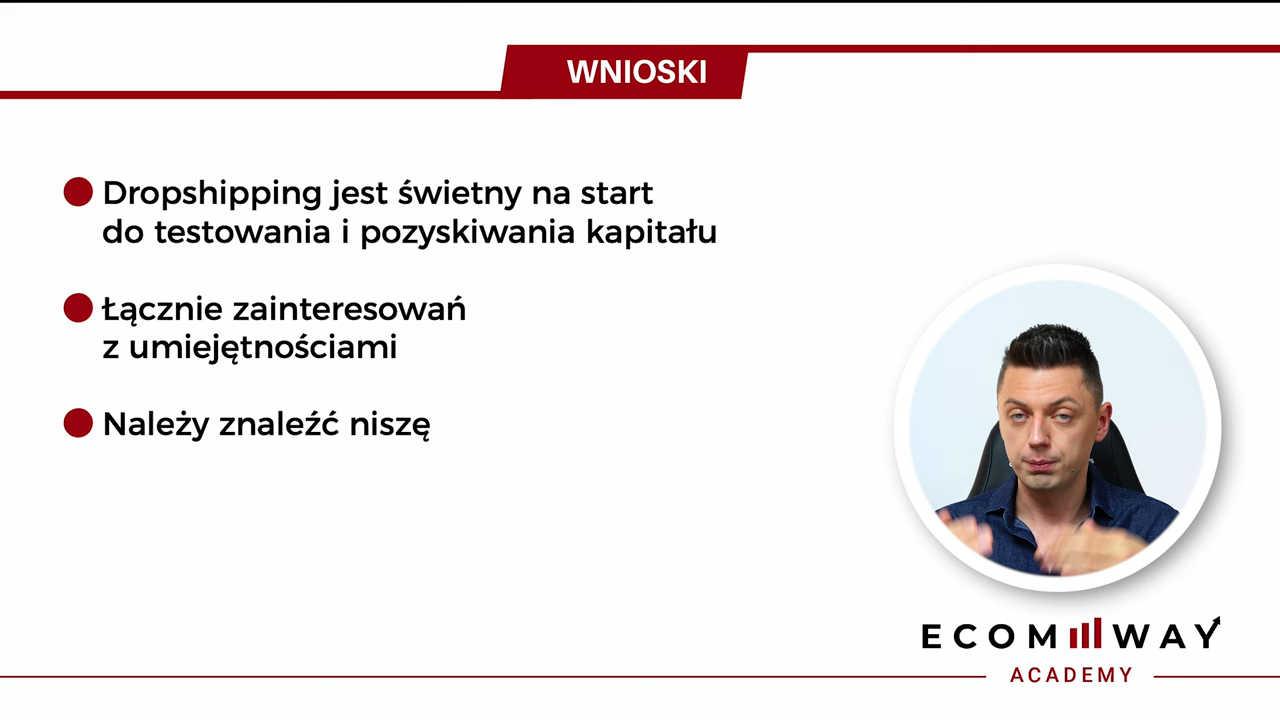 WNIOSKI
Dropshipping jest świetny na start
do testowania i pozyskiwania kapitału
Łącznie zainteresowań
z umiejętnościami
Należy znaleźć niszę
ECOM WAY
ACADEMY